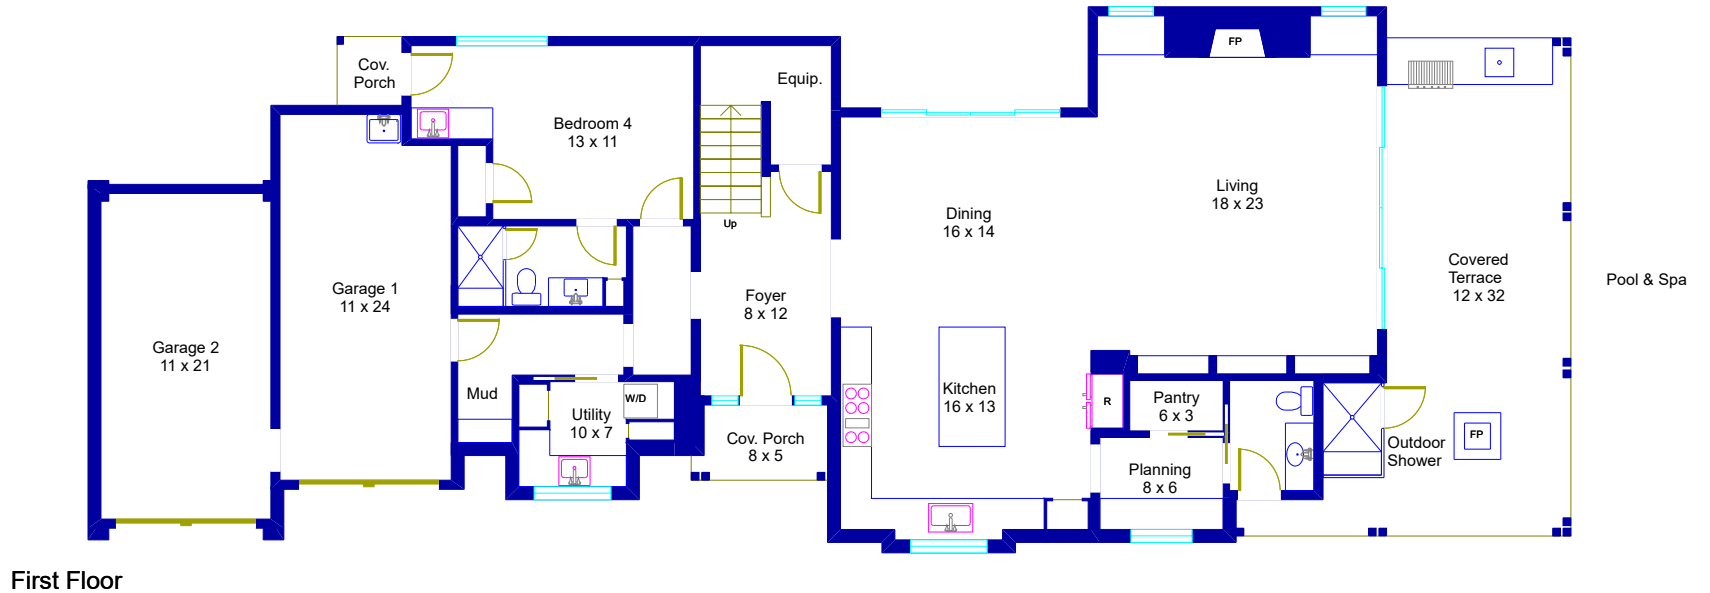 FP
Cov.
Porch
Equip.
Bedroom 4
13 x 11
Living
18 x 23
Dining
16 x 14
Up
Covered
Terrace
12 x 32
Pool & Spa
Garage 1
11 x 24
Foyer
8 x 12
Garage 2
11 x 21
Mud
W/D
Utility
10 x 7
Kitchen
16 x 13
R
Pantry
6 x 3
Cov. Porch
8 x 5
FP
Outdoor
Shower
Planning
8 x 6
First Floor